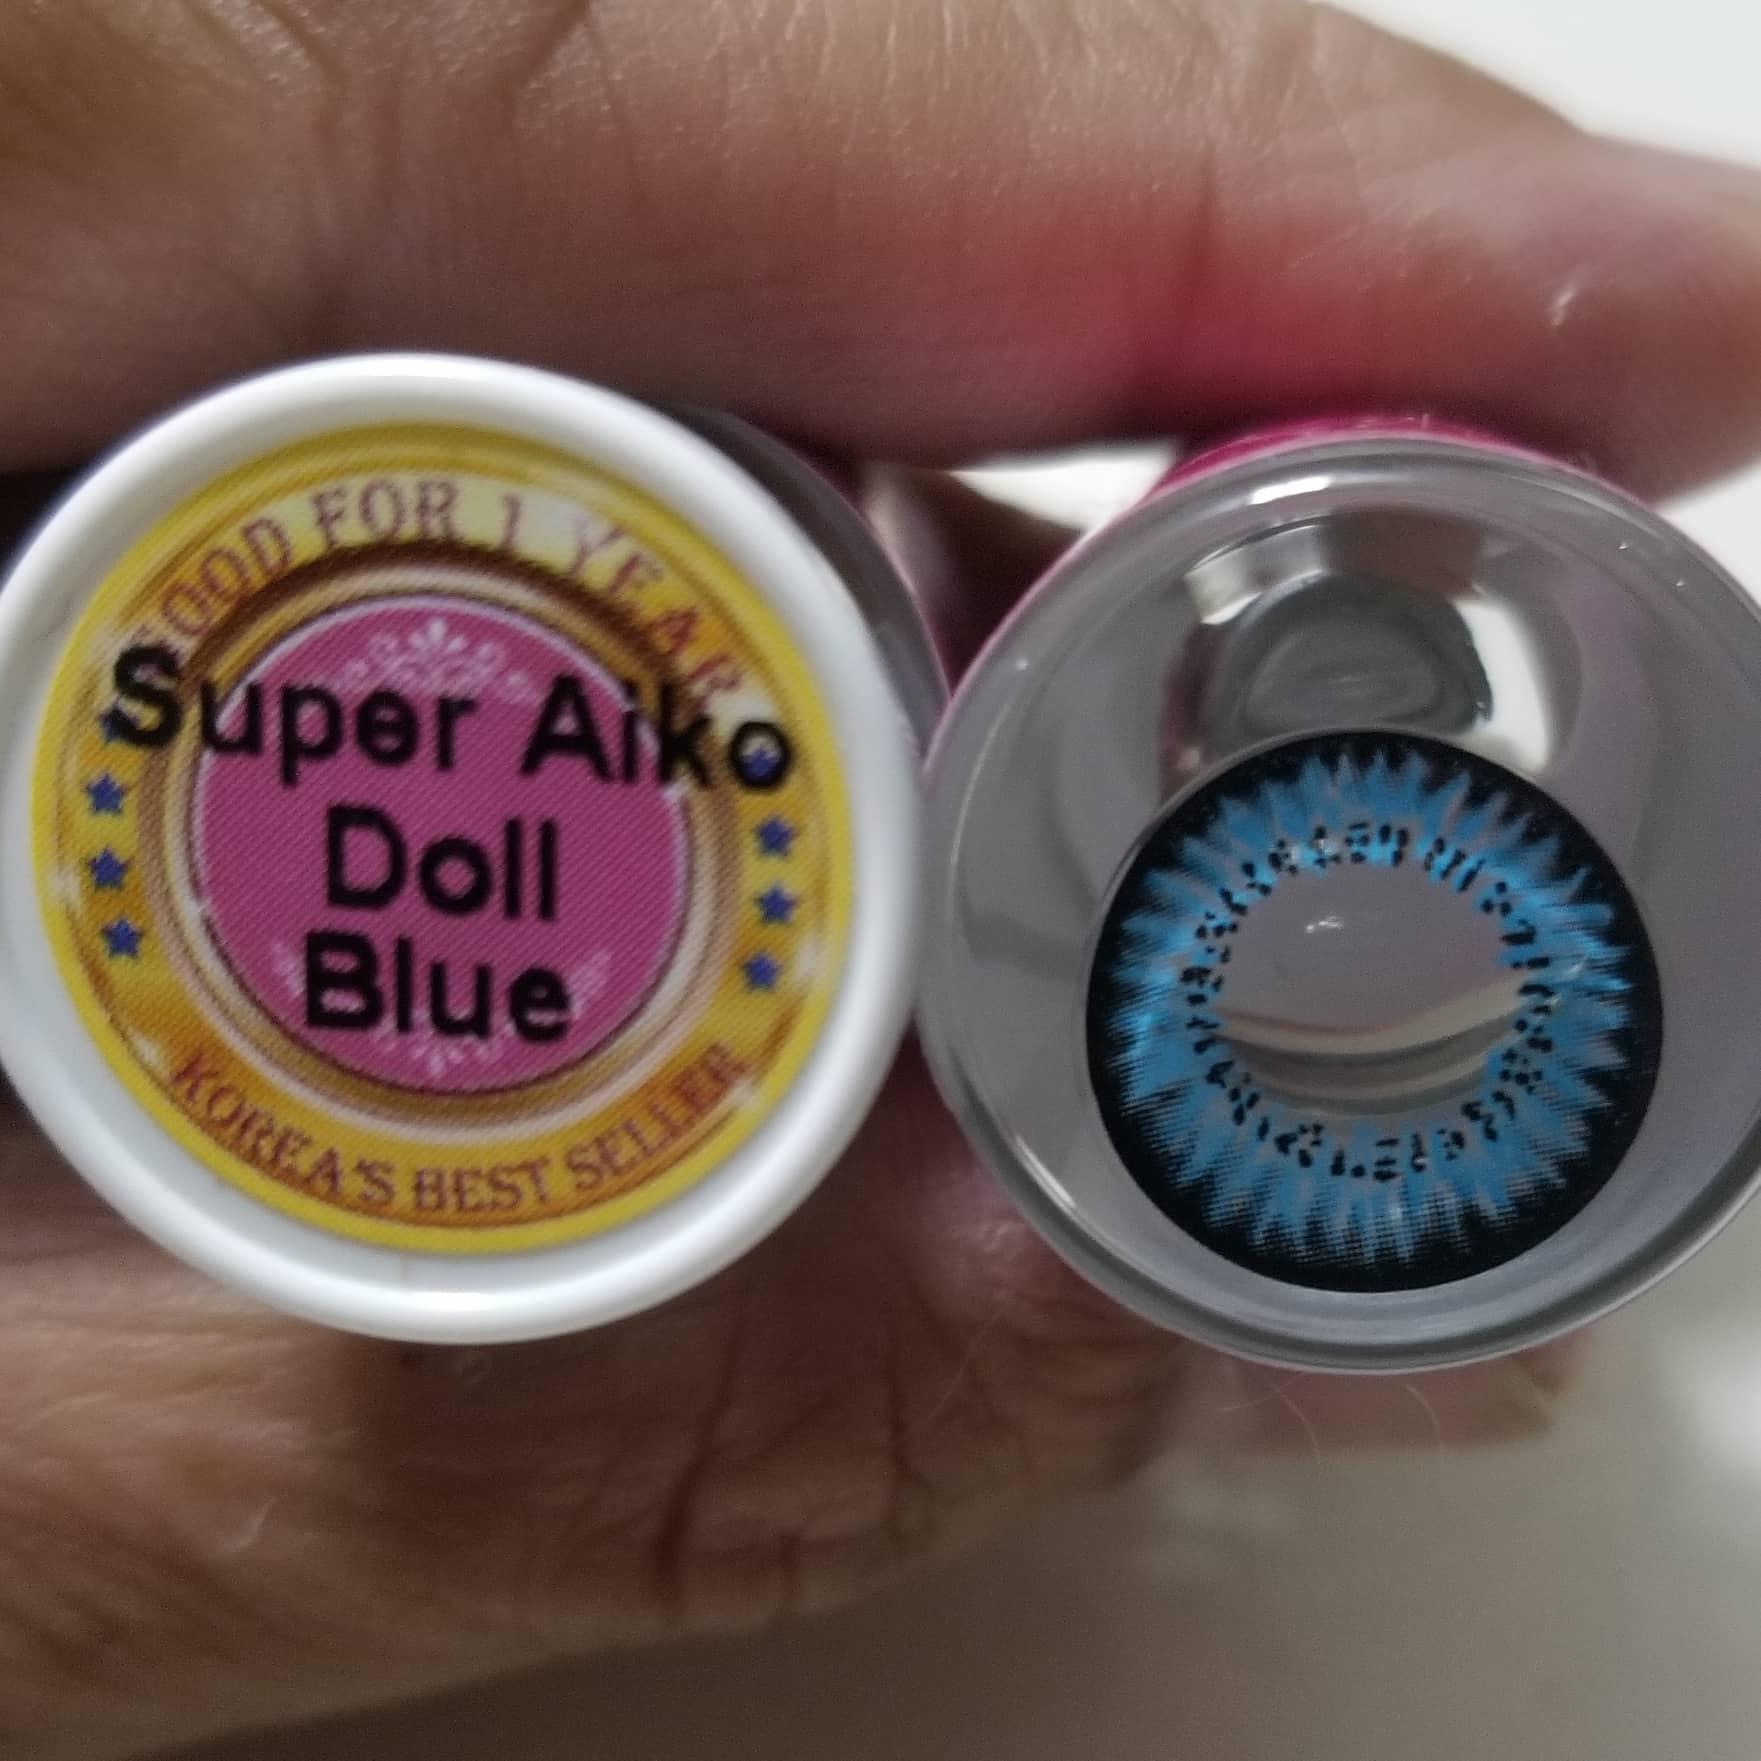 GOOD FOR 1 YEAR
Super Aiko
Doll
Blue
KOREA'S BEST SELLER